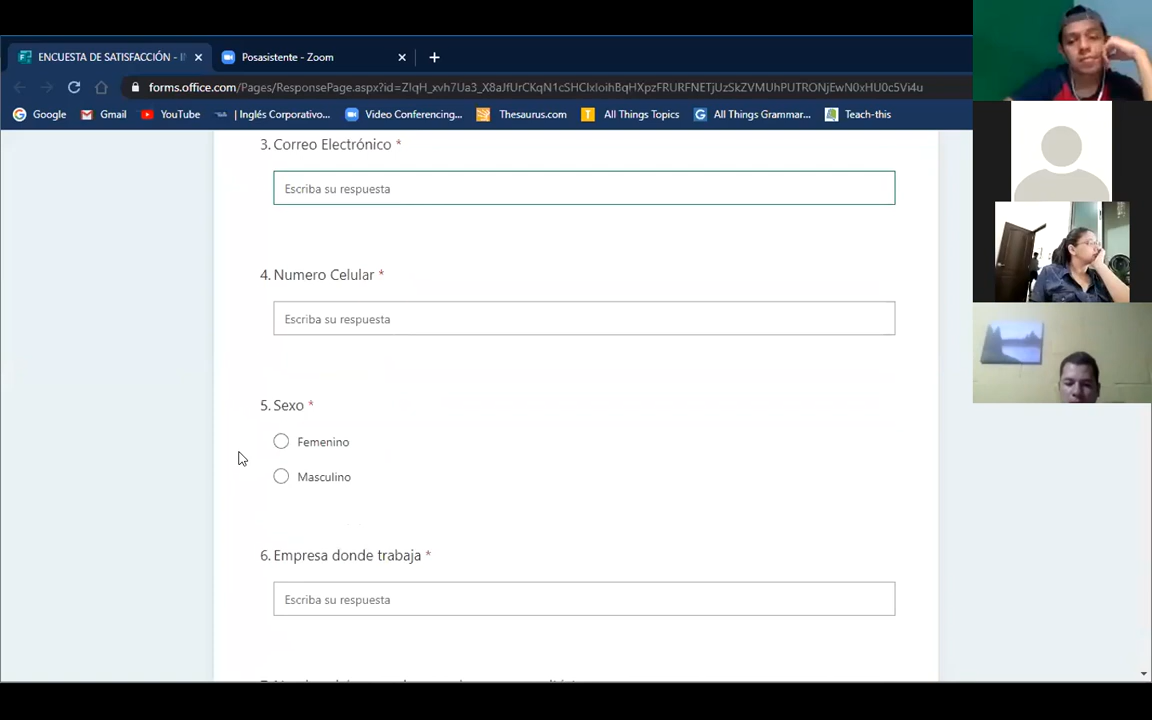 ENCUESTA DE SATISFACCIÓN - II
Posasistente - Zoom
forms.office.com/Pages/ResponsePage.aspx?id=
Google
Gmail
YouTube
| Inglés Corporativo...
Video Conferencing...
Thesaurus.com
All Things Topics
All Things Grammar...
Teach-this
3. Correo Electrónico *
Escriba su respuesta
4. Numero Celular *
Escriba su respuesta
5. Sexo *
Femenino
Masculino
6. Empresa donde trabaja *
Escriba su respuesta